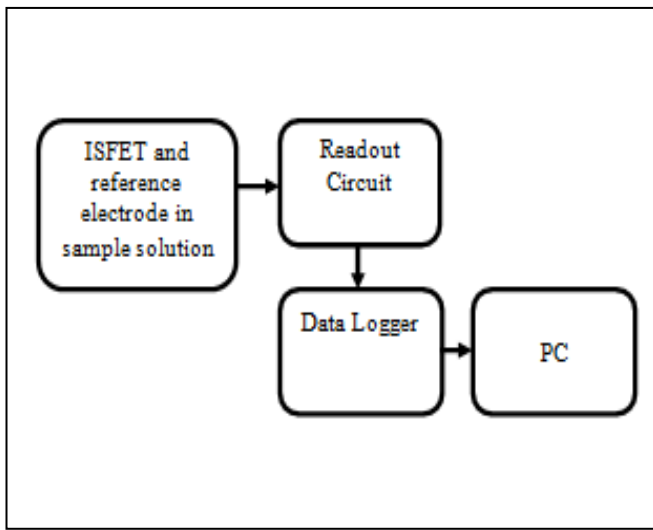 ISFET and
reference
electrode in
sample solution
Readout
Circuit
Data Logger
PC